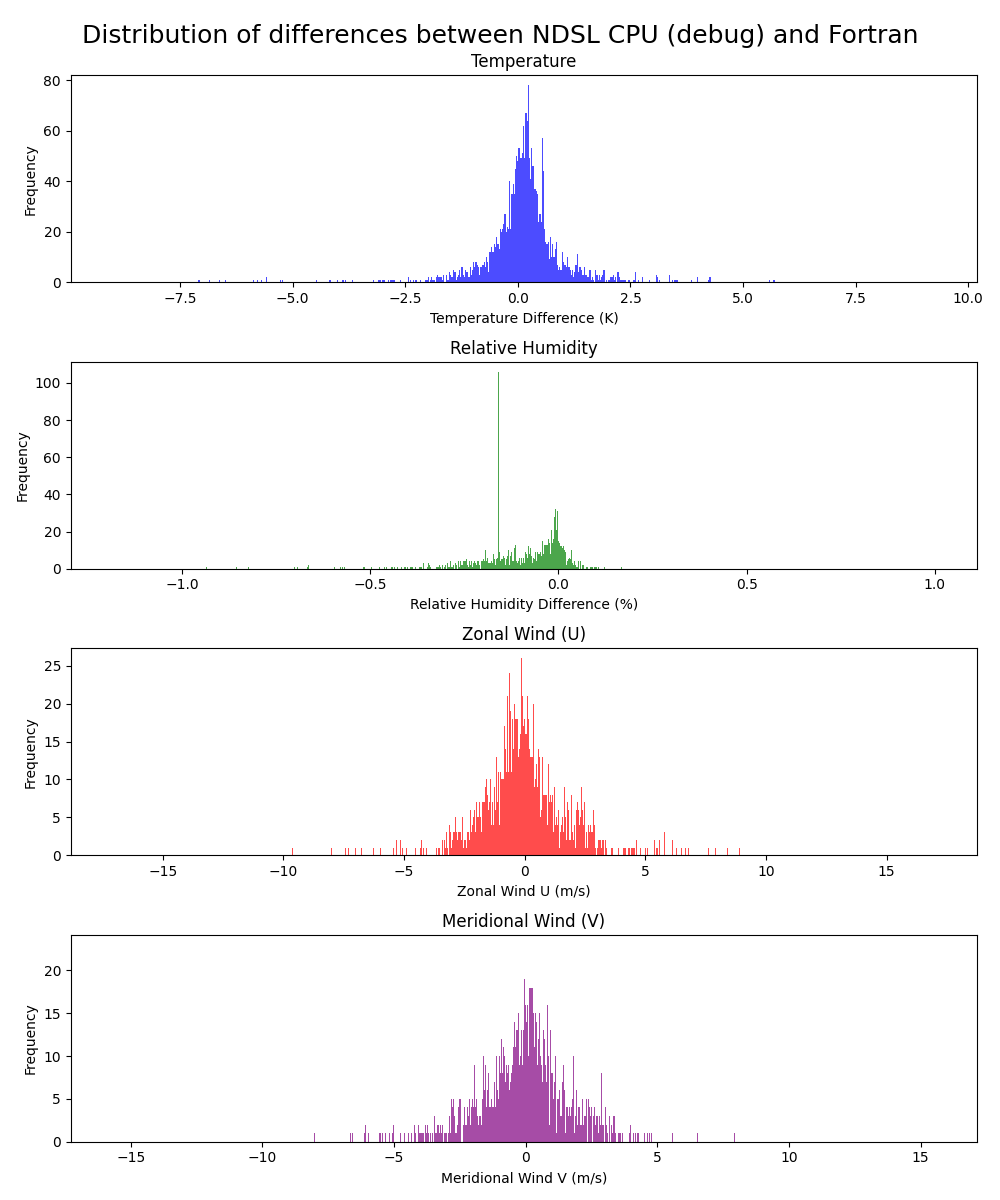 Distribution of differences between NDSL CPU (debug) and Fortran
Temperature
80
60
40
20
0
Frequency
−7.5 −5.0 −2.5 0.0 2.5 5.0 7.5 10.0
Temperature Difference (K)
Relative Humidity
100
80
60
40
20
0
Frequency
−1.0 −0.5 0.0 0.5 1.0
Relative Humidity Difference (%)
Zonal Wind (U)
25
20
15
10
5
0
Frequency
−15 −10 −5 0 5 10 15
Zonal Wind U (m/s)
Meridional Wind (V)
20
15
10
5
0
Frequency
−15 −10 −5 0 5 10 15
Meridional Wind V (m/s)